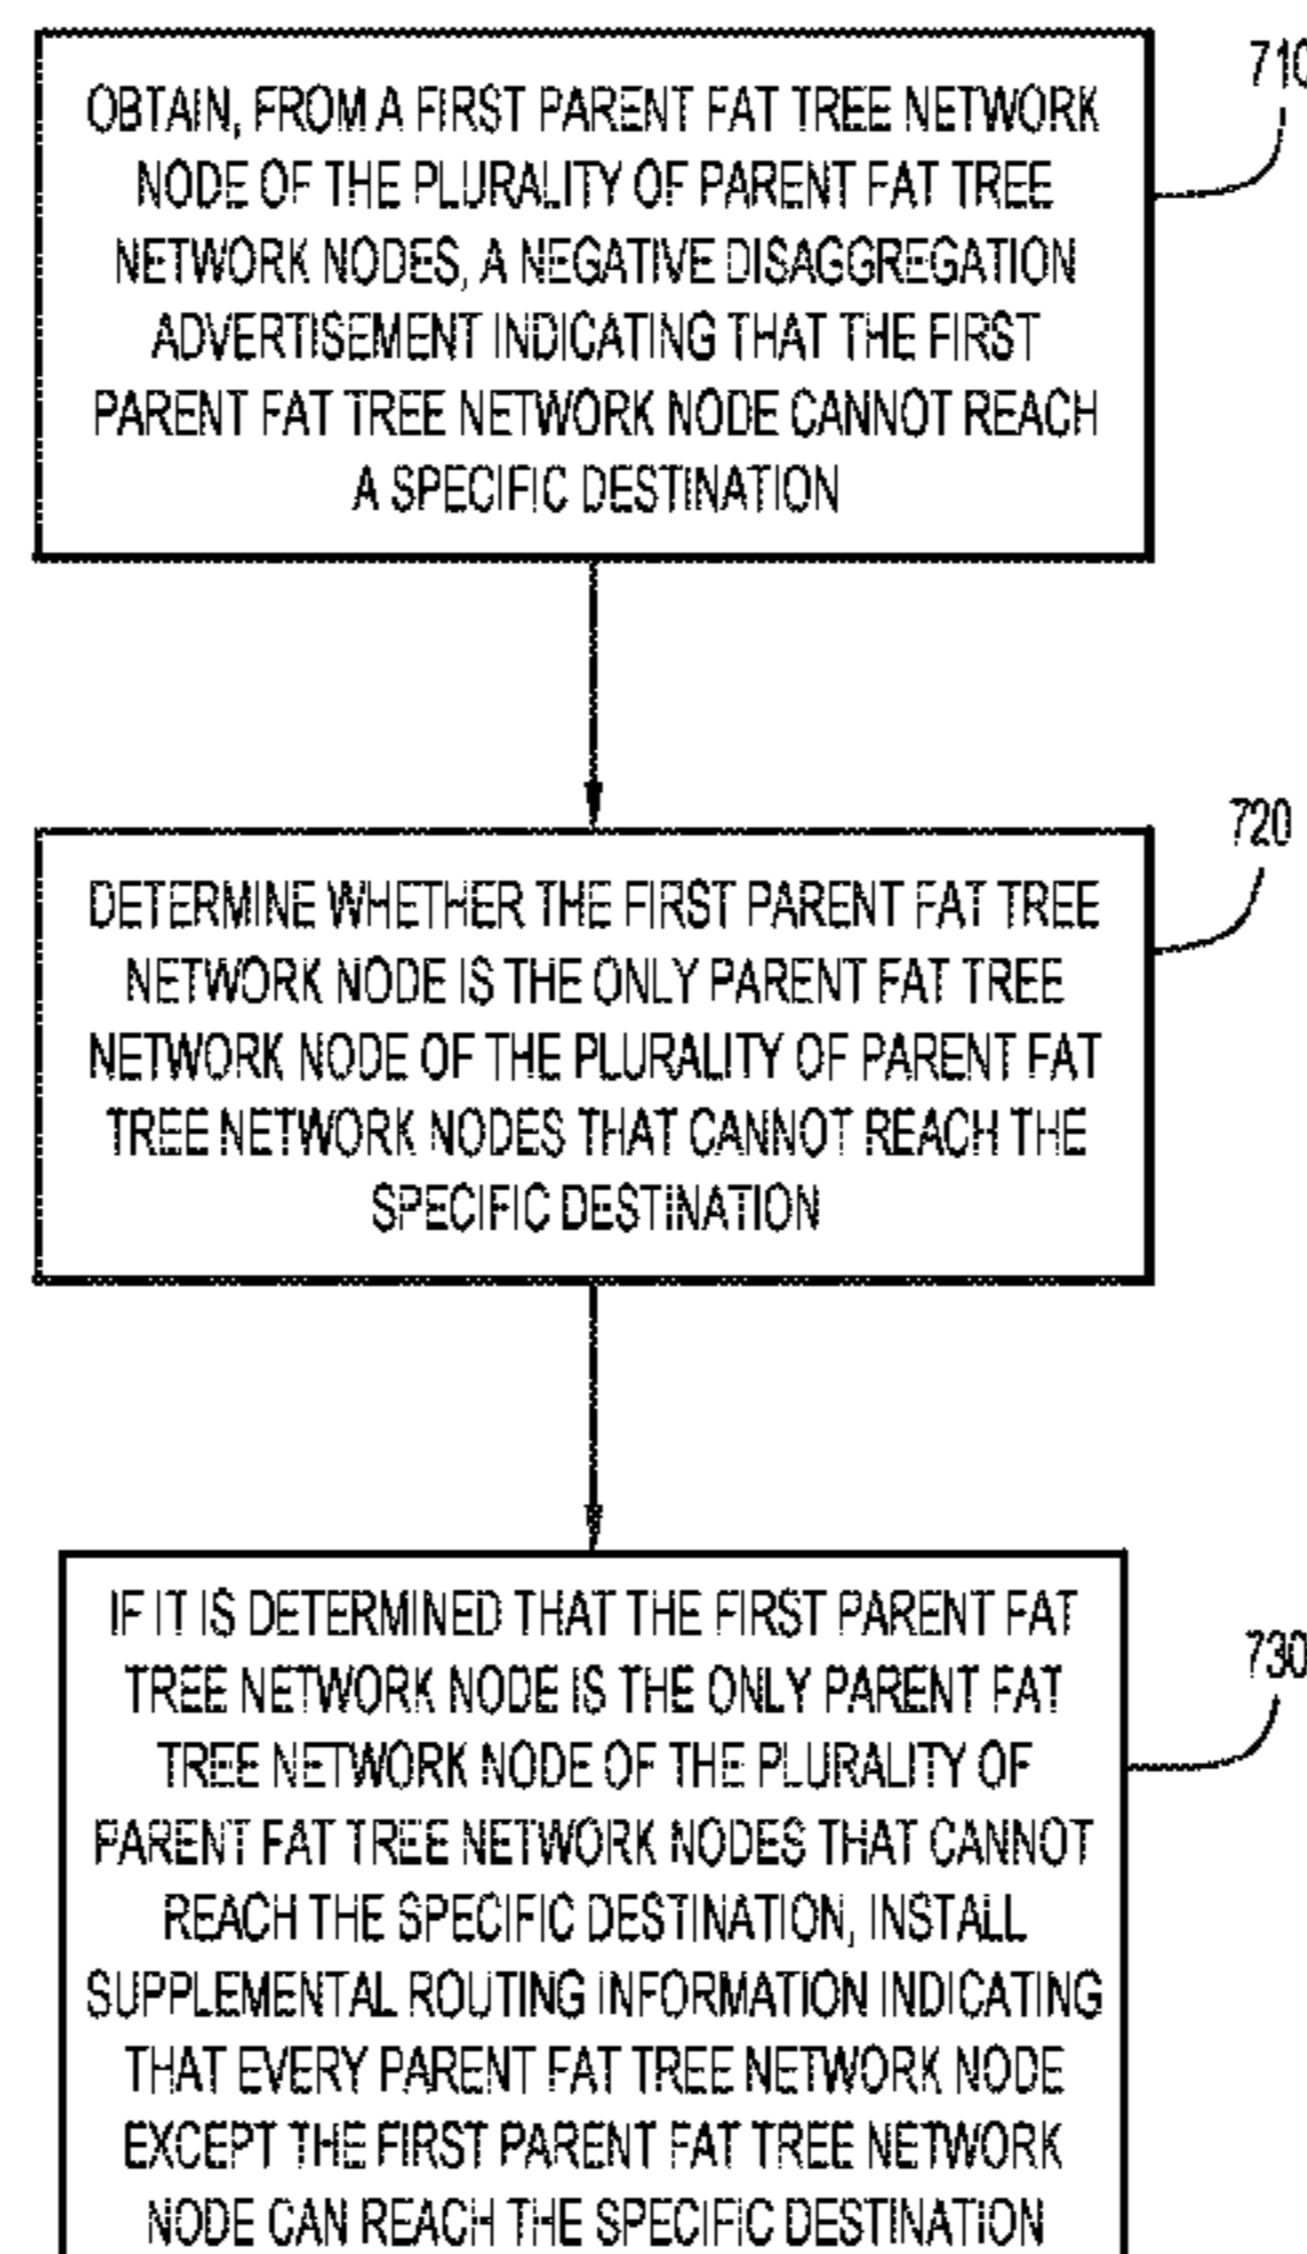 OBTAIN, FROM A FIRST PARENT FAT TREE NETWORK
NODE OF THE PLURALITY OF PARENT FAT TREE
NETWORK NODES, A NEGATIVE DISAGGREGATION
ADVERTISEMENT INDICATING THAT THE FIRST
PARENT FAT TREE NETWORK NODE CANNOT REACH
A SPECIFIC DESTINATION
710
DETERMINE WHETHER THE FIRST PARENT FAT TREE
NETWORK NODE IS THE ONLY PARENT FAT TREE
NETWORK NODE OF THE PLURALITY OF PARENT FAT
TREE NETWORK NODES THAT CANNOT REACH THE
SPECIFIC DESTINATION
720
IF IT IS DETERMINED THAT THE FIRST PARENT FAT
TREE NETWORK NODE IS THE ONLY PARENT FAT
TREE NETWORK NODE OF THE PLURALITY OF
PARENT FAT TREE NETWORK NODES THAT CANNOT
REACH THE SPECIFIC DESTINATION, INSTALL
SUPPLEMENTAL ROUTING INFORMATION INDICATING
THAT EVERY PARENT FAT TREE NETWORK NODE
EXCEPT THE FIRST PARENT FAT TREE NETWORK
NODE CAN REACH THE SPECIFIC DESTINATION
730